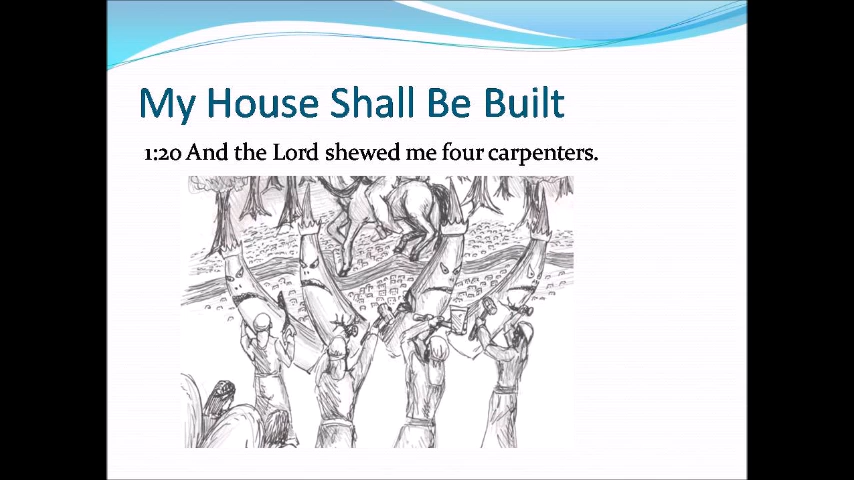 My House Shall Be Built
1:20 And the Lord shewed me four carpenters.